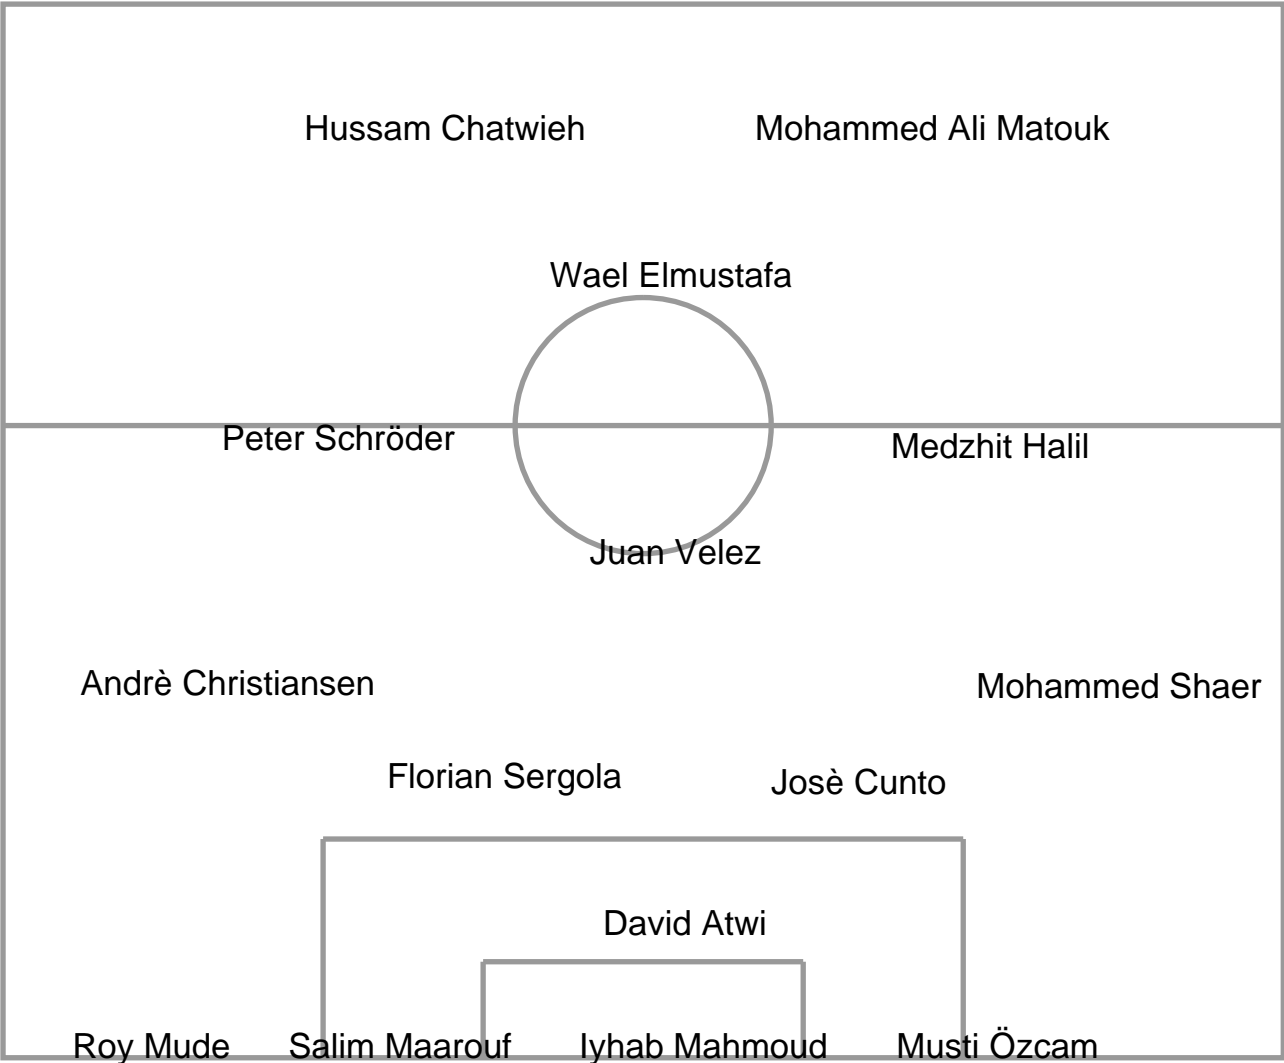 Hussam Chatwieh Mohammed Ali Matouk
Wael Elmustafa
Peter Schröder Medzhit Halil
Juan Velez
Andrè Christiansen Mohammed Shaer
Florian Sergola Josè Cunto
David Atwi
Roy Mude Salim Maarouf Iyhab Mahmoud Musti Özcam